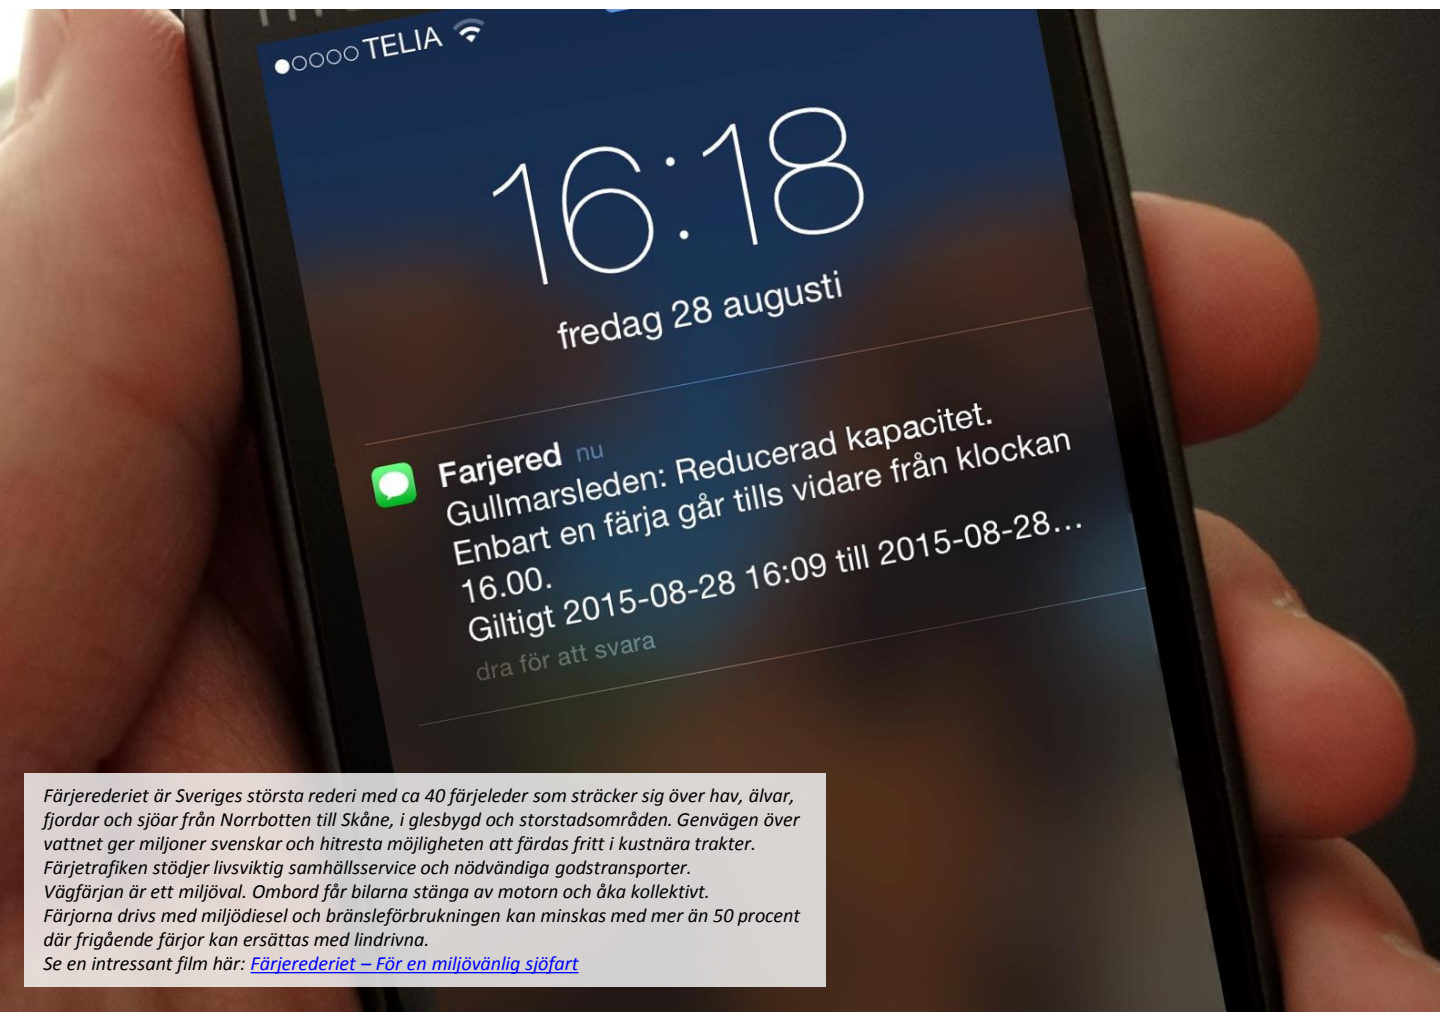 TELIA
16:18
fredag 28 augusti
Farjered nu
Gullmarsleden: Reducerad kapacitet.
Enbart en färja går tills vidare från klockan
16.00.
Giltigt 2015-08-28 16:09 till 2015-08-28...
dra för att svara
Färjerederiet är Sveriges största rederi med ca 40 färjeleder som sträcker sig över hav, älvar,
fjordar och sjöar från Norrbotten till Skåne, i glesbygd och storstadsområden. Genvägen över
vattnet ger miljoner svenskar och hitresta möjligheten att färdas fritt i kustnära trakter.
Färjetrafiken stödjer livsviktig samhällsservice och nödvändiga godstransporter.
Vägfärjan är ett miljöval. Ombord får bilarna stänga av motorn och åka kollektivt.
Färjorna drivs med miljödiesel och bränsleförbrukningen kan minskas med mer än 50 procent
där frigående färjor kan ersättas med lindrivna.
Se en intressant film här: Färjerederiet – För en miljövänlig sjöfart